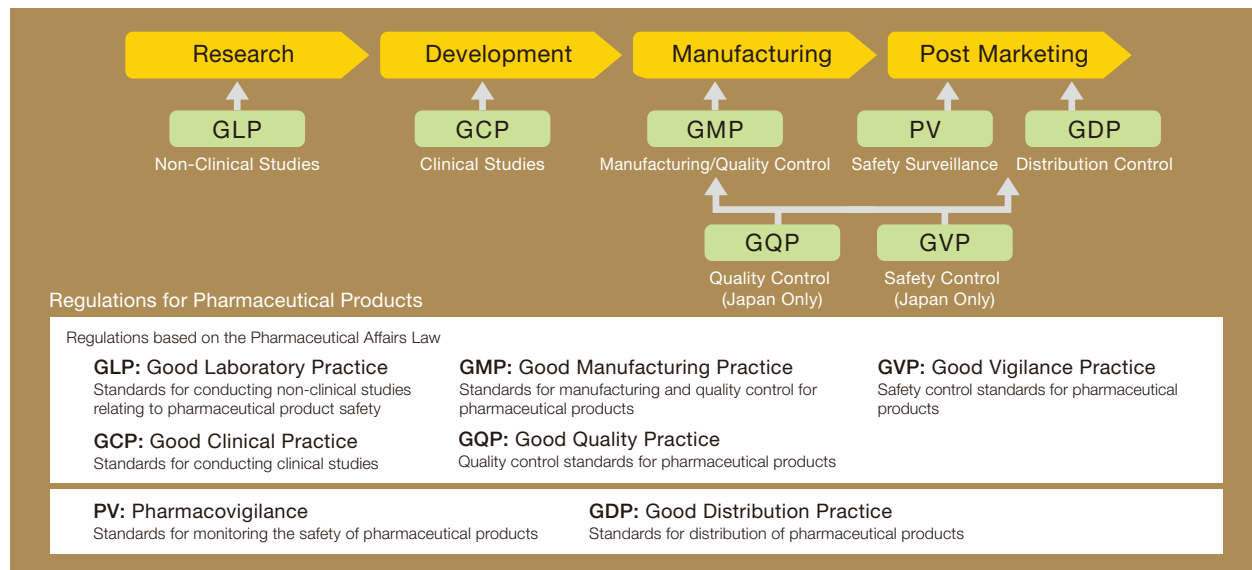 Research
Development
Manufacturing
Post Marketing
GLP
GCP
GMP
PV
GDP
Non-Clinical Studies
Clinical Studies
Manufacturing/Quality Control
Safety Surveillance
Distribution Control
GQP
GVP
Quality Control
(Japan Only)
Safety Control
(Japan Only)
Regulations for Pharmaceutical Products
Regulations based on the Pharmaceutical Affairs Law
GLP: Good Laboratory Practice
Standards for conducting non-clinical studies
relating to pharmaceutical product safety
GMP: Good Manufacturing Practice
Standards for manufacturing and quality control for
pharmaceutical products
GVP: Good Vigilance Practice
Safety control standards for pharmaceutical
products
GCP: Good Clinical Practice
Standards for conducting clinical studies
GQP: Good Quality Practice
Quality control standards for pharmaceutical products
PV: Pharmacovigilance
Standards for monitoring the safety of pharmaceutical products
GDP: Good Distribution Practice
Standards for distribution of pharmaceutical products